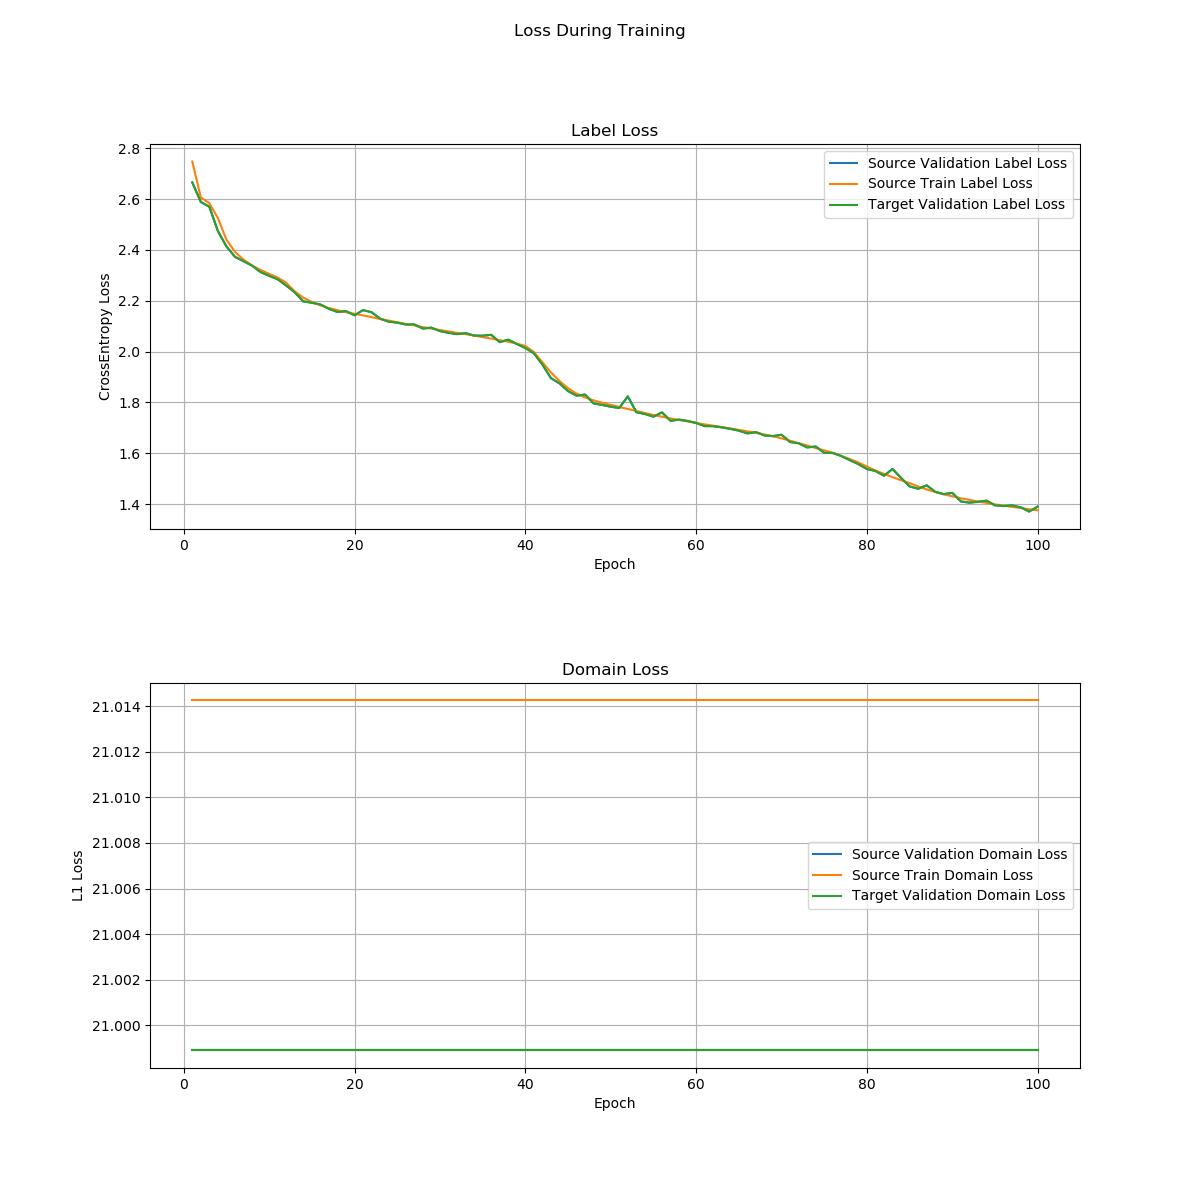 Loss During Training
Label Loss
2.8
2.6
2.4
2.2
2.0
1.8
1.6
1.4
CrossEntropy Loss
Source Validation Label Loss
Source Train Label Loss
Target Validation Label Loss
0 20 40 60 80 100
Epoch
Domain Loss
21.014
21.012
21.010
21.008
21.006
21.004
21.002
21.000
L1 Loss
Source Validation Domain Loss
Source Train Domain Loss
Target Validation Domain Loss
0 20 40 60 80 100
Epoch